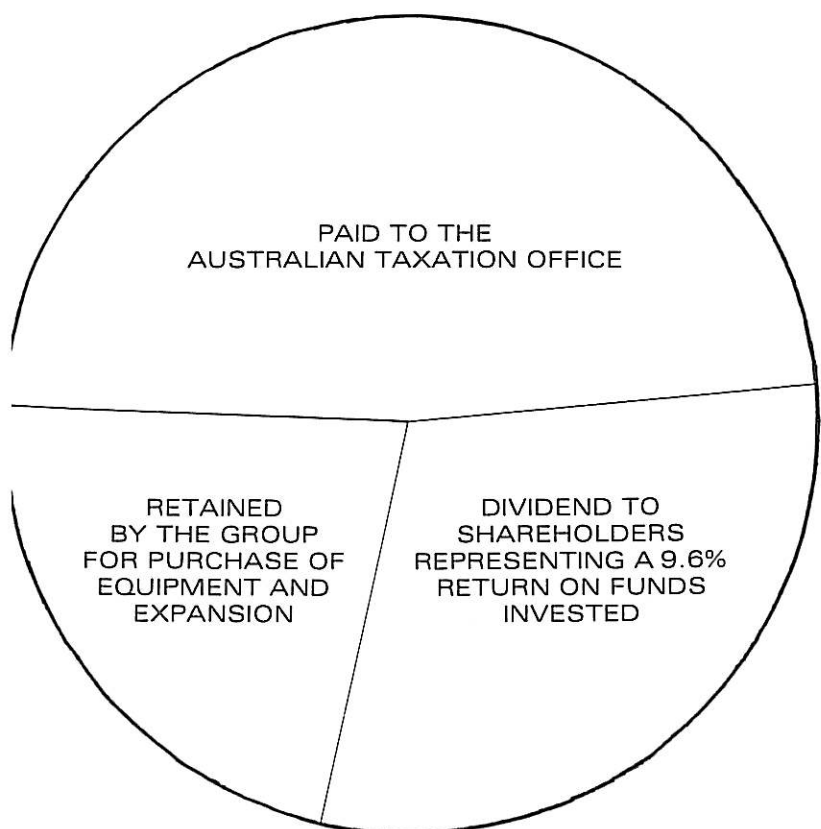 PAID TO THE
AUSTRALIAN TAXATION OFFICE
RETAINED
BY THE GROUP
FOR PURCHASE OF
EQUIPMENT AND
EXPANSION
DIVIDEND TO
SHAREHOLDERS
REPRESENTING A 9.6%
RETURN ON FUNDS
INVESTED